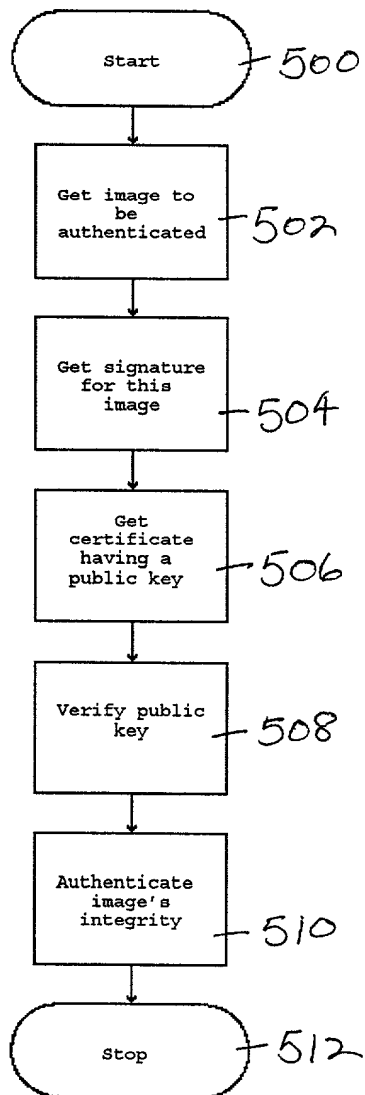 Start
500
Get image to
be
authenticated
502
Get signature
for this
image
504
Get
certificate
having a
public key
506
Verify public
key
508
Authenticate
image's
integrity
510
Stop
512